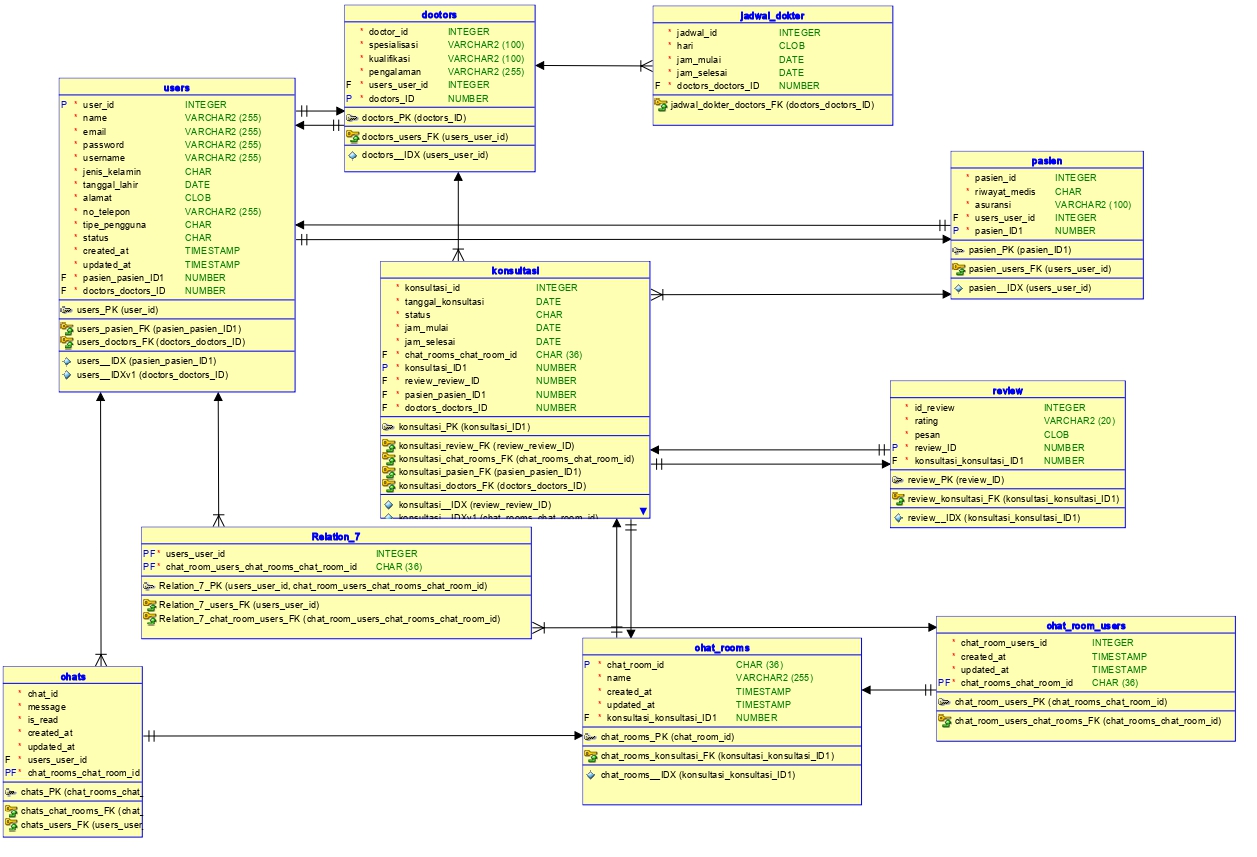 doctors
* doctor_id INTEGER
* spesialisasi VARCHAR2 (100)
* kualifikasi VARCHAR2 (100)
* pengalaman VARCHAR2 (255)
F * users_user_id INTEGER
P * doctors_ID NUMBER
doctors_PK (doctors_ID)
doctors_users_FK (users_user_id)
doctors__IDX (users_user_id)
jadwal_dokter
* jadwal_id INTEGER
* hari CLOB
* jam_mulai DATE
* jam_selesai DATE
F * doctors_doctors_ID NUMBER
jadwal_dokter_doctors_FK (doctors_doctors_ID)
users
P * user_id INTEGER
* name VARCHAR2 (255)
* email VARCHAR2 (255)
* password VARCHAR2 (255)
* username VARCHAR2 (255)
* jenis_kelamin CHAR
* tanggal_lahir DATE
* alamat CLOB
* no_telepon VARCHAR2 (255)
* tipe_pengguna CHAR
* status CHAR
* created_at TIMESTAMP
* updated_at TIMESTAMP
F * pasien_pasien_ID1 NUMBER
F * doctors_doctors_ID NUMBER
users_PK (user_id)
users_pasien_FK (pasien_pasien_ID1)
users_doctors_FK (doctors_doctors_ID)
users__IDX (pasien_pasien_ID1)
users__IDXv1 (doctors_doctors_ID)
pasien
* pasien_id INTEGER
* riwayat_medis CHAR
* asuransi VARCHAR2 (100)
F * users_user_id INTEGER
P * pasien_ID1 NUMBER
pasien_PK (pasien_ID1)
pasien_users_FK (users_user_id)
pasien__IDX (users_user_id)
konsultasi
* konsultasi_id INTEGER
* tanggal_konsultasi DATE
* status CHAR
* jam_mulai DATE
* jam_selesai DATE
F * chat_rooms_chat_room_id CHAR (36)
P * konsultasi_ID1 NUMBER
F * review_review_ID NUMBER
F * pasien_pasien_ID1 NUMBER
F * doctors_doctors_ID NUMBER
konsultasi_PK (konsultasi_ID1)
konsultasi_review_FK (review_review_ID)
konsultasi_chat_rooms_FK (chat_rooms_chat_room_id)
konsultasi_pasien_FK (pasien_pasien_ID1)
konsultasi_doctors_FK (doctors_doctors_ID)
konsultasi__IDX (review_review_ID)
konsultasi__IDXv1 (chat_rooms_chat_room_id)
review
* id_review INTEGER
* rating VARCHAR2 (20)
* pesan CLOB
P * review_ID NUMBER
F * konsultasi_konsultasi_ID1 NUMBER
review_PK (review_ID)
review_konsultasi_FK (konsultasi_konsultasi_ID1)
review__IDX (konsultasi_konsultasi_ID1)
Relation_7
PF * users_user_id INTEGER
PF * chat_room_users_chat_rooms_chat_room_id CHAR (36)
Relation_7_PK (users_user_id, chat_room_users_chat_rooms_chat_room_id)
Relation_7_users_FK (users_user_id)
Relation_7_chat_room_users_FK (chat_room_users_chat_rooms_chat_room_id)
chats
* chat_id
* message
* is_read
* created_at
* updated_at
F * users_user_id
PF * chat_rooms_chat_room_id
chats_PK (chat_rooms_chat_
chats_chat_rooms_FK (chat_
chats_users_FK (users_user
chat_rooms
P * chat_room_id CHAR (36)
* name VARCHAR2 (255)
* created_at TIMESTAMP
* updated_at TIMESTAMP
F * konsultasi_konsultasi_ID1 NUMBER
chat_rooms_PK (chat_room_id)
chat_rooms_konsultasi_FK (konsultasi_konsultasi_ID1)
chat_rooms__IDX (konsultasi_konsultasi_ID1)
chat_room_users
* chat_room_users_id INTEGER
* created_at TIMESTAMP
* updated_at TIMESTAMP
PF * chat_rooms_chat_room_id CHAR (36)
chat_room_users_PK (chat_rooms_chat_room_id)
chat_room_users_chat_rooms_FK (chat_rooms_chat_room_id)